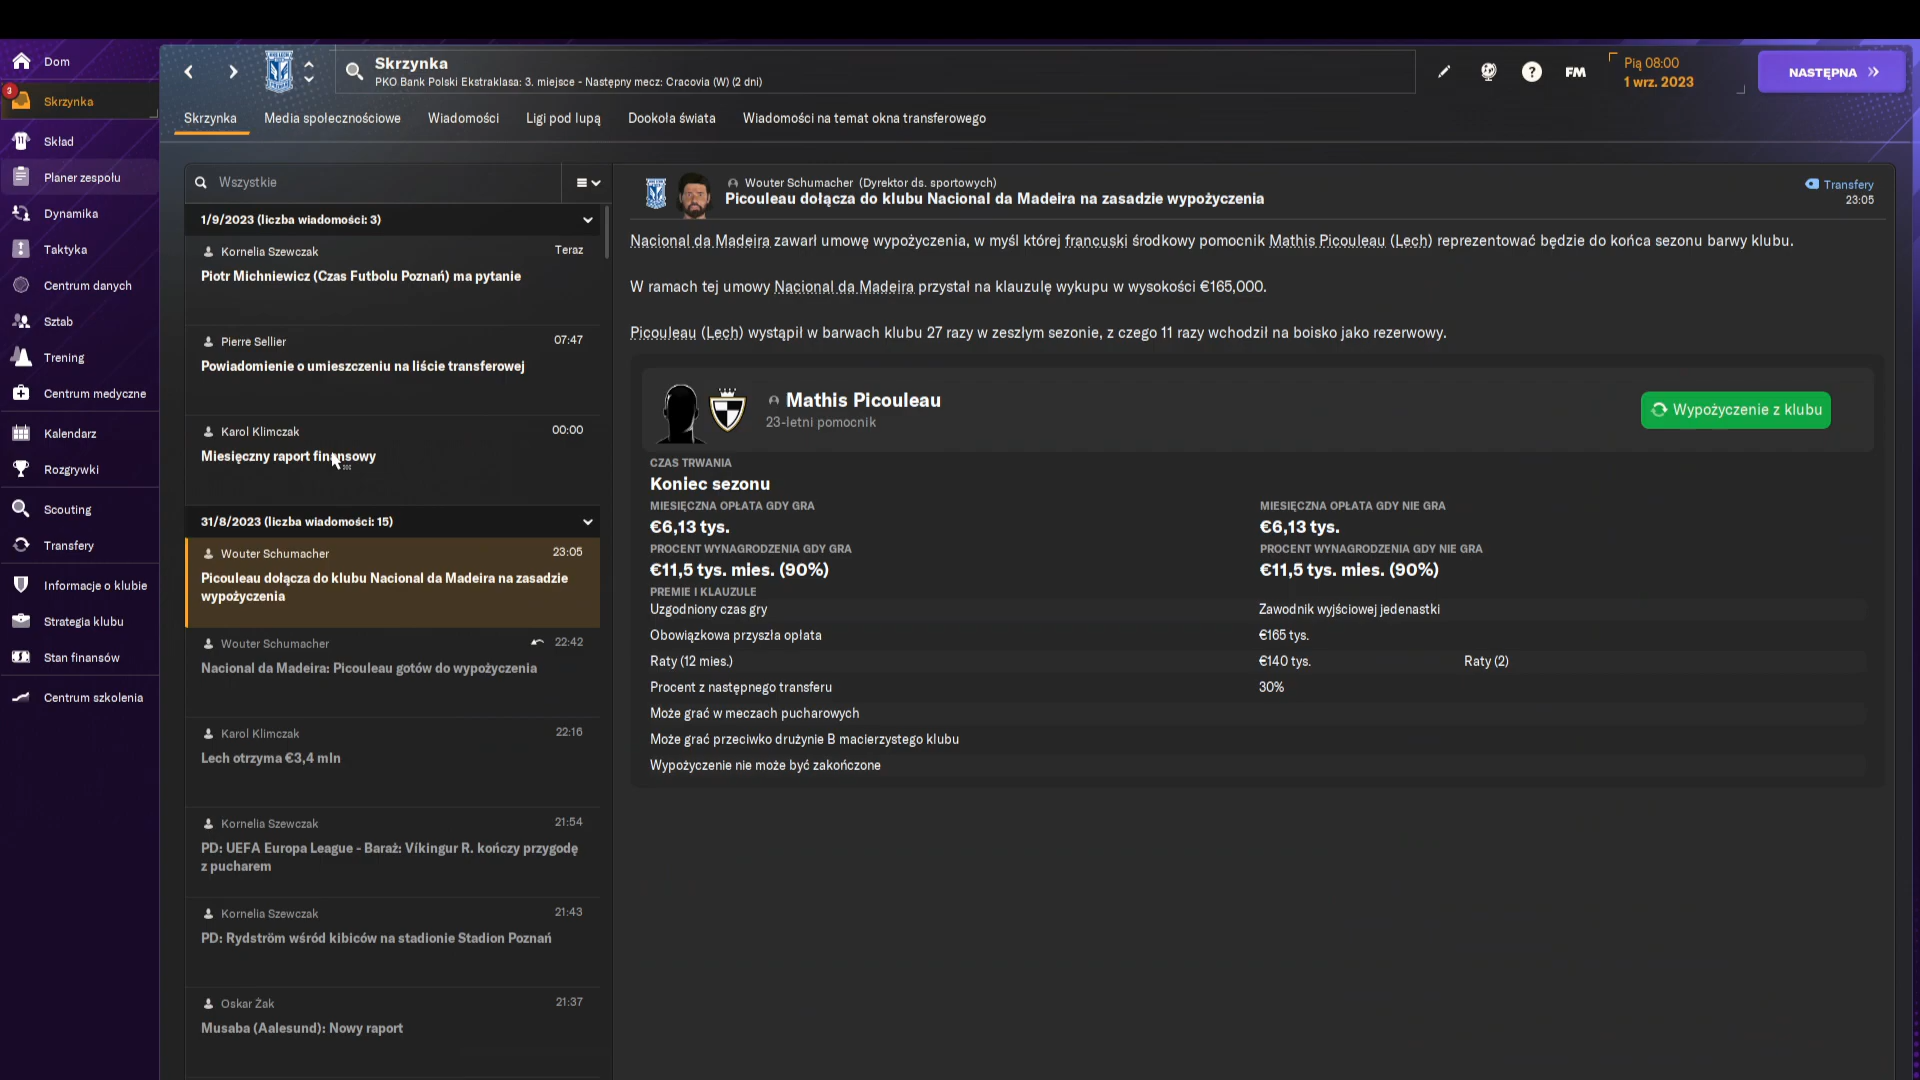 Dom
3
Skrzynka
Skład
Planer zespołu
Dynamika
Taktyka
Centrum danych
Sztab
Trening
Centrum medyczne
Kalendarz
Rozgrywki
Scouting
Transfery
Informacje o klubie
Strategia klubu
Stan finansów
Centrum szkolenia
Skrzynka
PKO Bank Polski Ekstraklasa: 3. miejsce - Następny mecz: Cracovia (W) (2 dni)
?
FM
Pią 08:00
1 wrz. 2023
NASTĘPNA
Skrzynka
Media społecznościowe
Wiadomości
Ligi pod lupą
Dookoła świata
Wiadomości na temat okna transferowego
Wszystkie
1/9/2023 (liczba wiadomości: 3)
Kornelia Szewczak
Teraz
Piotr Michniewicz (Czas Futbolu Poznań) ma pytanie
Pierre Sellier
07:47
Powiadomienie o umieszczeniu na liście transferowej
Karol Klimczak
00:00
Miesięczny raport finansowy
31/8/2023 (liczba wiadomości: 15)
Wouter Schumacher
23:05
Picouleau dołącza do klubu Nacional da Madeira na zasadzie
wypożyczenia
Wouter Schumacher
22:42
Nacional da Madeira: Picouleau gotów do wypożyczenia
Karol Klimczak
22:16
Lech otrzyma €3,4 mln
Kornelia Szewczak
21:54
PD: UEFA Europa League - Baraż: Víkingur R. kończy przygodę
z pucharem
Kornelia Szewczak
21:43
PD: Rydström wśród kibiców na stadionie Stadion Poznań
Oskar Żak
21:37
Musaba (Aalesund): Nowy raport
Wouter Schumacher (Dyrektor ds. sportowych)
Picouleau dołącza do klubu Nacional da Madeira na zasadzie wypożyczenia
Transfery
23:05
Nacional da Madeira zawarł umowę wypożyczenia, w myśl której francuski środkowy pomocnik Mathis Picouleau (Lech) reprezentować będzie do końca sezonu barwy klubu.
W ramach tej umowy Nacional da Madeira przystał na klauzulę wykupu w wysokości €165,000.
Picouleau (Lech) wystąpił w barwach klubu 27 razy w zeszłym sezonie, z czego 11 razy wchodził na boisko jako rezerwowy.
Mathis Picouleau
23-letni pomocnik
Wypożyczenie z klubu
CZAS TRWANIA
Koniec sezonu
MIESIĘCZNA OPŁATA GDY GRA
MIESIĘCZNA OPŁATA GDY NIE GRA
€6,13 tys.
€6,13 tys.
PROCENT WYNAGRODZENIA GDY GRA
PROCENT WYNAGRODZENIA GDY NIE GRA
€11,5 tys. mies. (90%)
€11,5 tys. mies. (90%)
PREMIE I KLAUZULE
Uzgodniony czas gry
Zawodnik wyjściowej jedenastki
Obowiązkowa przyszła opłata
€165 tys.
Raty (12 mies.)
€140 tys.
Raty (2)
Procent z następnego transferu
30%
Może grać w meczach pucharowych
Może grać przeciwko drużynie B macierzystego klubu
Wypożyczenie nie może być zakończone